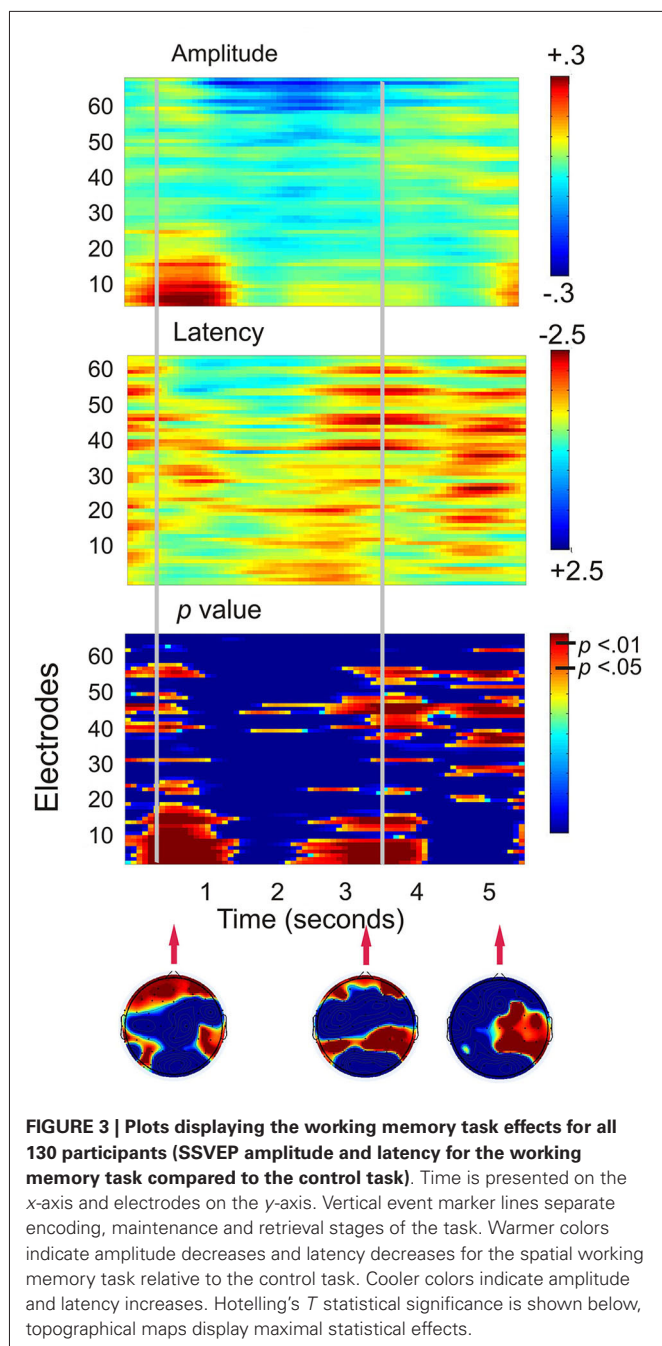 Amplitude
+.3
60
50
40
30
20
10
-.3
Latency
-2.5
60
50
40
30
20
10
+2.5
p value
p <.01
p <.05
60
50
40
30
20
10
Electrodes
1 2 3 4 5
Time (seconds)
FIGURE 3 | Plots displaying the working memory task effects for all
130 participants (SSVEP amplitude and latency for the working
memory task compared to the control task). Time is presented on the
x-axis and electrodes on the y-axis. Vertical event marker lines separate
encoding, maintenance and retrieval stages of the task. Warmer colors
indicate amplitude decreases and latency decreases for the spatial working
memory task relative to the control task. Cooler colors indicate amplitude
and latency increases. Hotelling's T statistical significance is shown below,
topographical maps display maximal statistical effects.